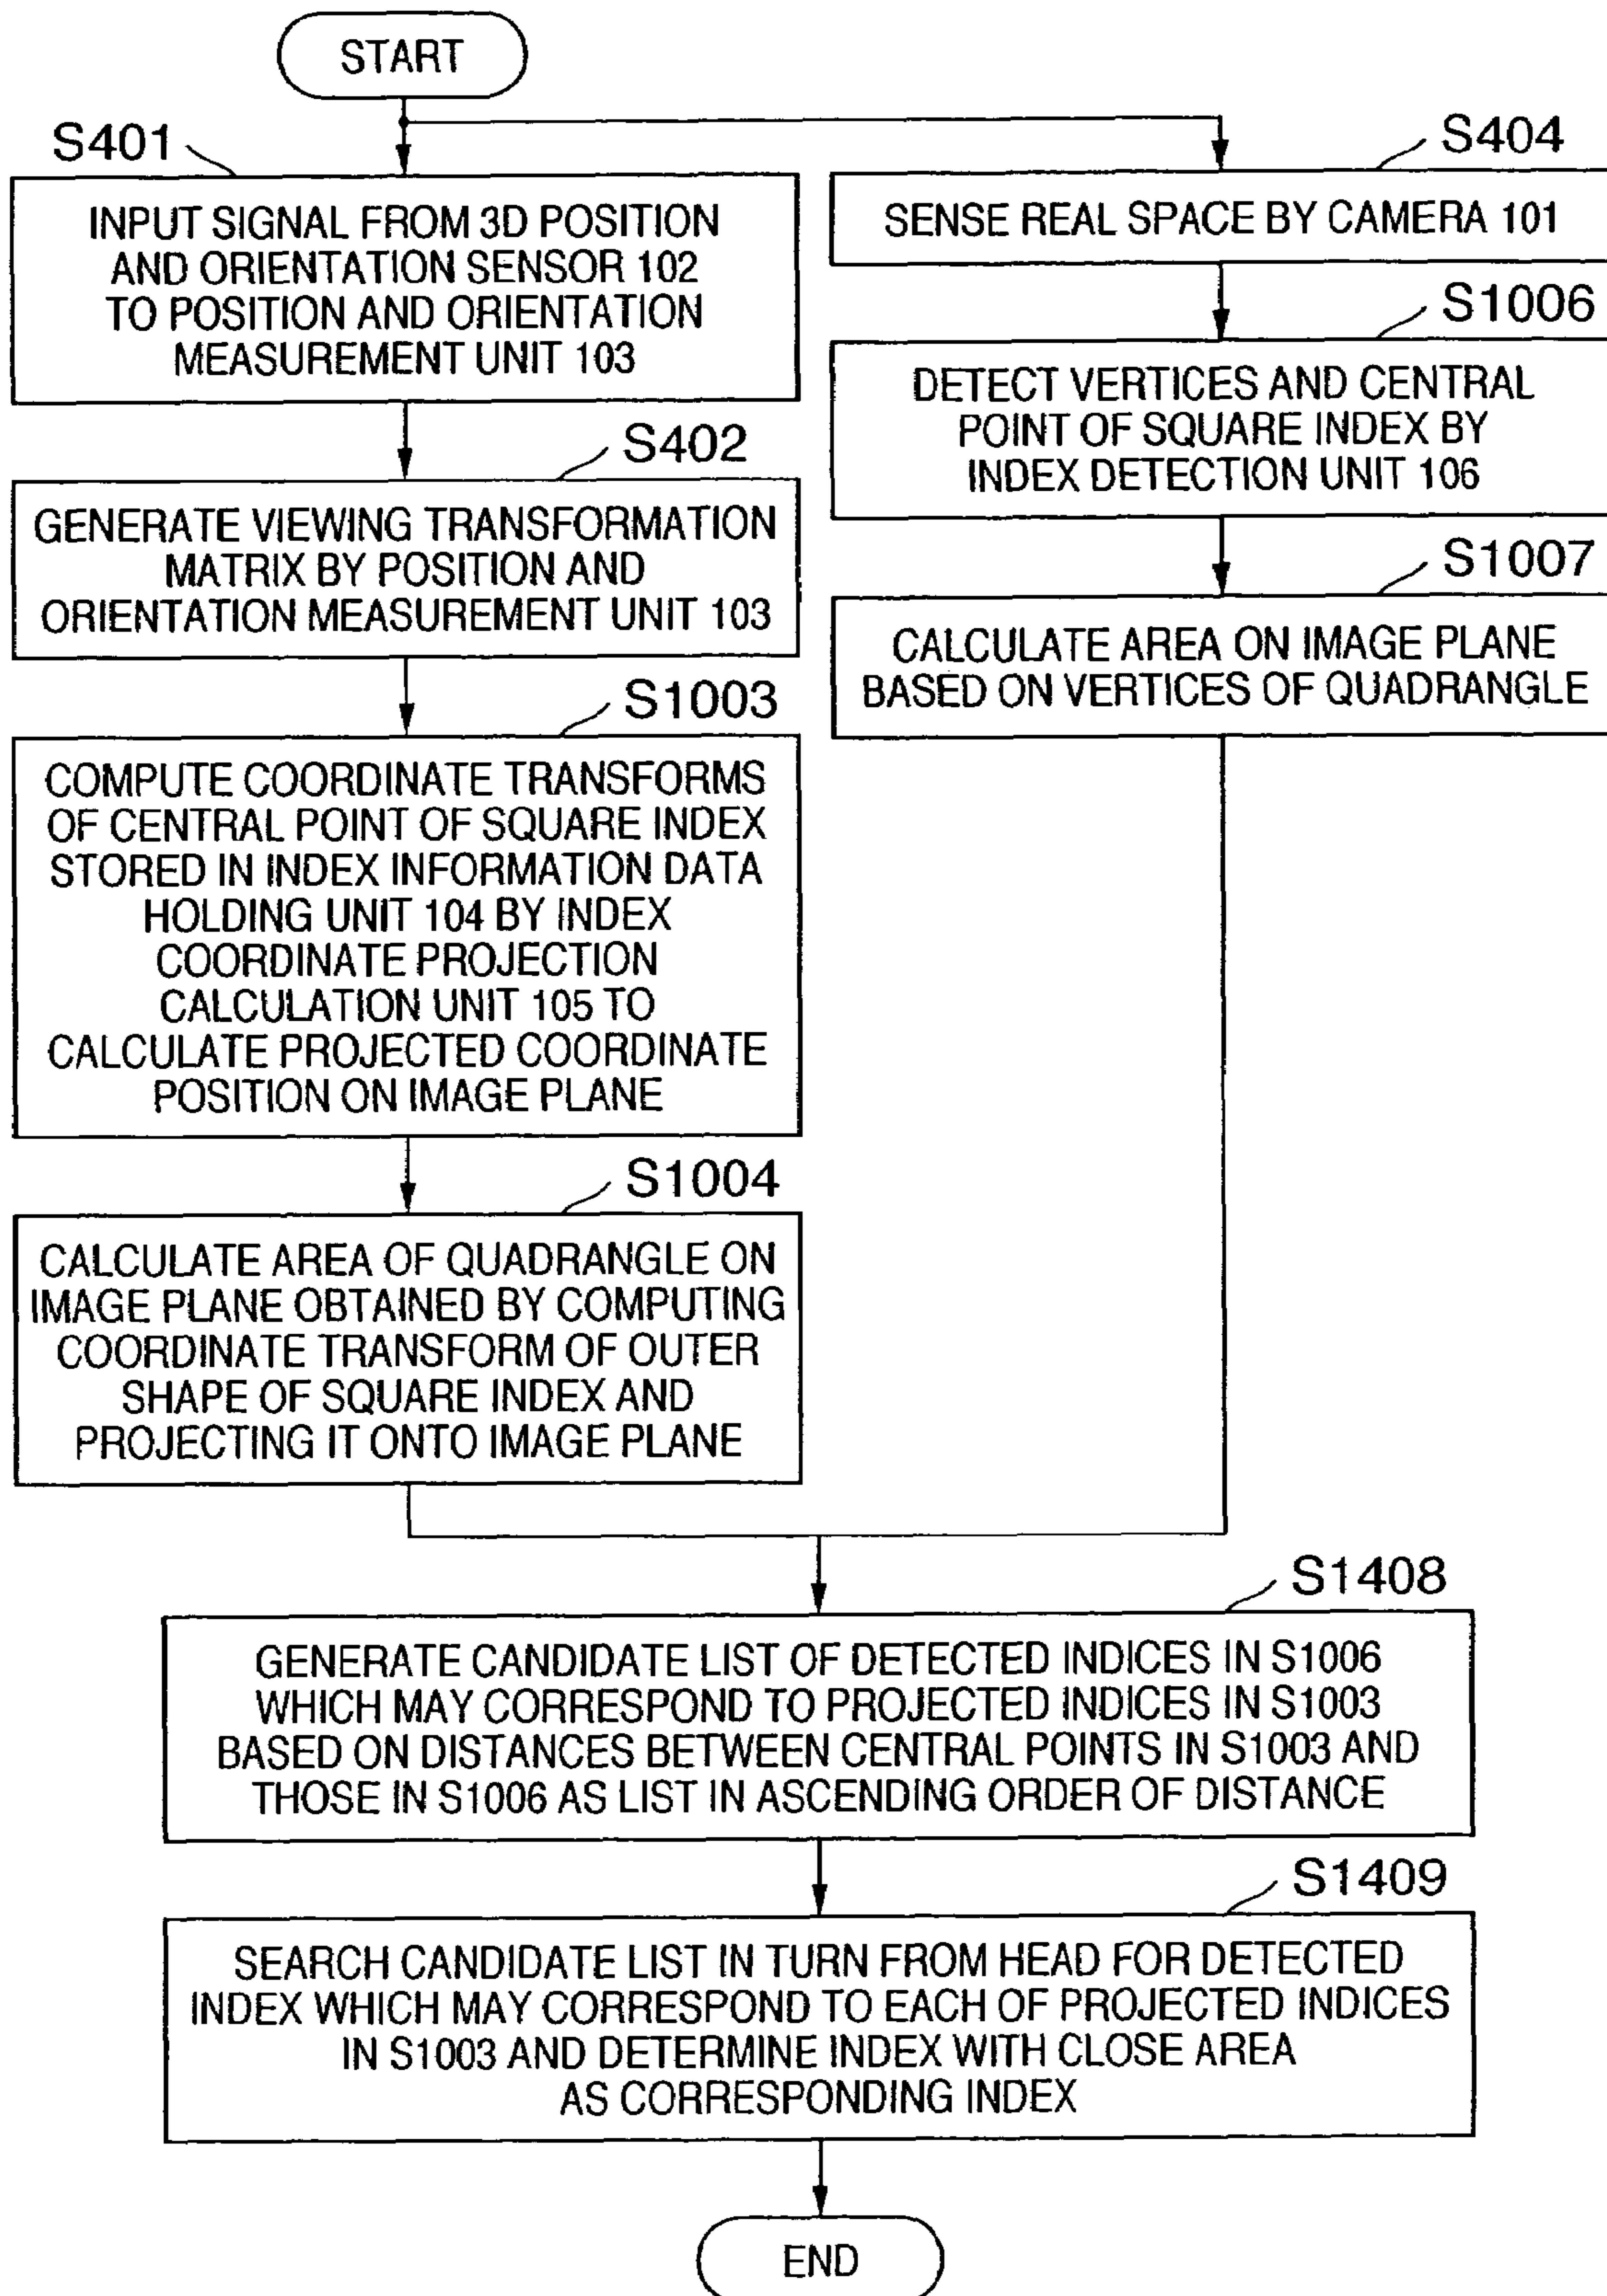 START
S401
INPUT SIGNAL FROM 3D POSITION
AND ORIENTATION SENSOR 102
TO POSITION AND ORIENTATION
MEASUREMENT UNIT 103
S402
GENERATE VIEWING TRANSFORMATION
MATRIX BY POSITION AND
ORIENTATION MEASUREMENT UNIT 103
S1003
COMPUTE COORDINATE TRANSFORMS
OF CENTRAL POINT OF SQUARE INDEX
STORED IN INDEX INFORMATION DATA
HOLDING UNIT 104 BY INDEX
COORDINATE PROJECTION
CALCULATION UNIT 105 TO
CALCULATE PROJECTED COORDINATE
POSITION ON IMAGE PLANE
S1004
CALCULATE AREA OF QUADRANGLE ON
IMAGE PLANE OBTAINED BY COMPUTING
COORDINATE TRANSFORM OF OUTER
SHAPE OF SQUARE INDEX AND
PROJECTING IT ONTO IMAGE PLANE
S404
SENSE REAL SPACE BY CAMERA 101
S1006
DETECT VERTICES AND CENTRAL
POINT OF SQUARE INDEX BY
INDEX DETECTION UNIT 106
S1007
CALCULATE AREA ON IMAGE PLANE
BASED ON VERTICES OF QUADRANGLE
S1408
GENERATE CANDIDATE LIST OF DETECTED INDICES IN S1006
WHICH MAY CORRESPOND TO PROJECTED INDICES IN S1003
BASED ON DISTANCES BETWEEN CENTRAL POINTS IN S1003 AND
THOSE IN S1006 AS LIST IN ASCENDING ORDER OF DISTANCE
S1409
SEARCH CANDIDATE LIST IN TURN FROM HEAD FOR DETECTED
INDEX WHICH MAY CORRESPOND TO EACH OF PROJECTED INDICES
IN S1003 AND DETERMINE INDEX WITH CLOSE AREA
AS CORRESPONDING INDEX
END